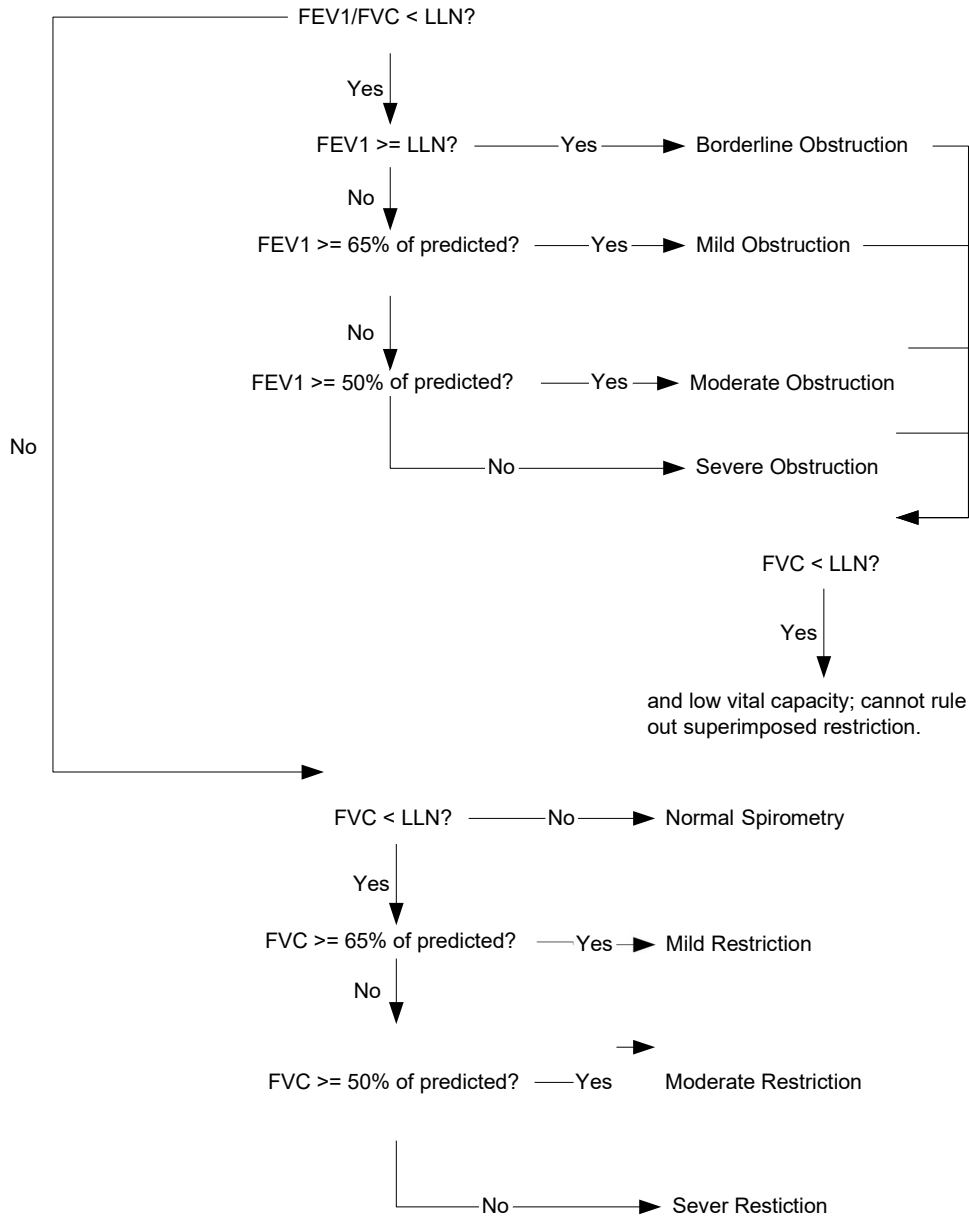 FEV1/FVC < LLN?
Yes
FEV1 >= LLN? Yes Borderline Obstruction
No
FEV1 >= 65% of predicted? Yes Mild Obstruction
No
FEV1 >= 50% of predicted? Yes Moderate Obstruction
No
No Severe Obstruction
FVC < LLN?
Yes
and low vital capacity; cannot rule
out superimposed restriction.
FVC < LLN? No Normal Spirometry
Yes
FVC >= 65% of predicted? Yes Mild Restriction
No
FVC >= 50% of predicted? Yes Moderate Restriction
No Sever Restiction